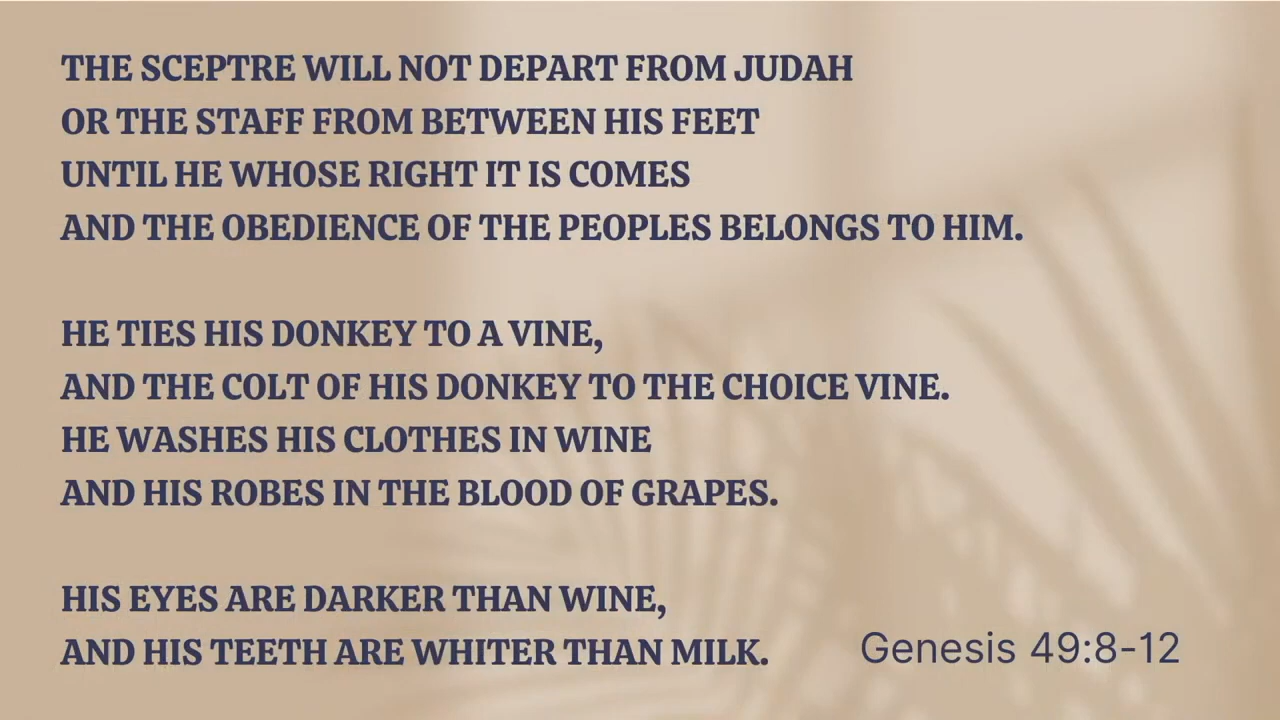 THE SCEPTRE WILL NOT DEPART FROM JUDAH
OR THE STAFF FROM BETWEEN HIS FEET
UNTIL HE WHOSE RIGHT IT IS COMES
AND THE OBEDIENCE OF THE PEOPLES BELONGS TO HIM.
HE TIES HIS DONKEY TO A VINE,
AND THE COLT OF HIS DONKEY TO THE CHOICE VINE.
HE WASHES HIS CLOTHES IN WINE
AND HIS ROBES IN THE BLOOD OF GRAPES.
HIS EYES ARE DARKER THAN WINE,
AND HIS TEETH ARE WHITER THAN MILK.
Genesis 49:8-12